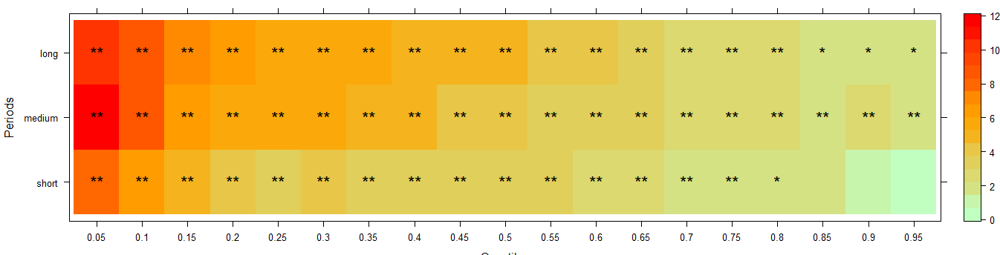 12
10
8
6
4
2
0
Periods
long ** ** ** ** ** ** ** ** ** ** ** ** ** ** ** ** * * *
medium ** ** ** ** ** ** ** ** ** ** ** ** ** ** ** ** ** ** **
short ** ** ** ** ** ** ** ** ** ** ** ** ** ** ** *
0.05 0.1 0.15 0.2 0.25 0.3 0.35 0.4 0.45 0.5 0.55 0.6 0.65 0.7 0.75 0.8 0.85 0.9 0.95